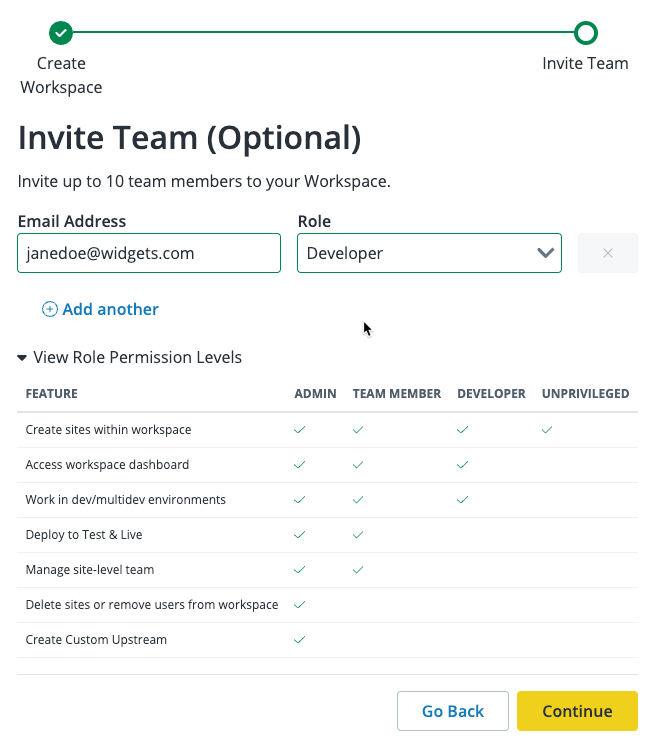 Create
Workspace
Invite Team
Invite Team (Optional)
Invite up to 10 team members to your Workspace.
Email Address
Role
janedoe@widgets.com
Developer
Add another
View Role Permission Levels
FEATURE ADMIN TEAM MEMBER DEVELOPER UNPRIVILEGED
Create sites within workspace
Access workspace dashboard
Work in dev/multidev environments
Deploy to Test & Live
Manage site-level team
Delete sites or remove users from workspace
Create Custom Upstream
Go Back
Continue